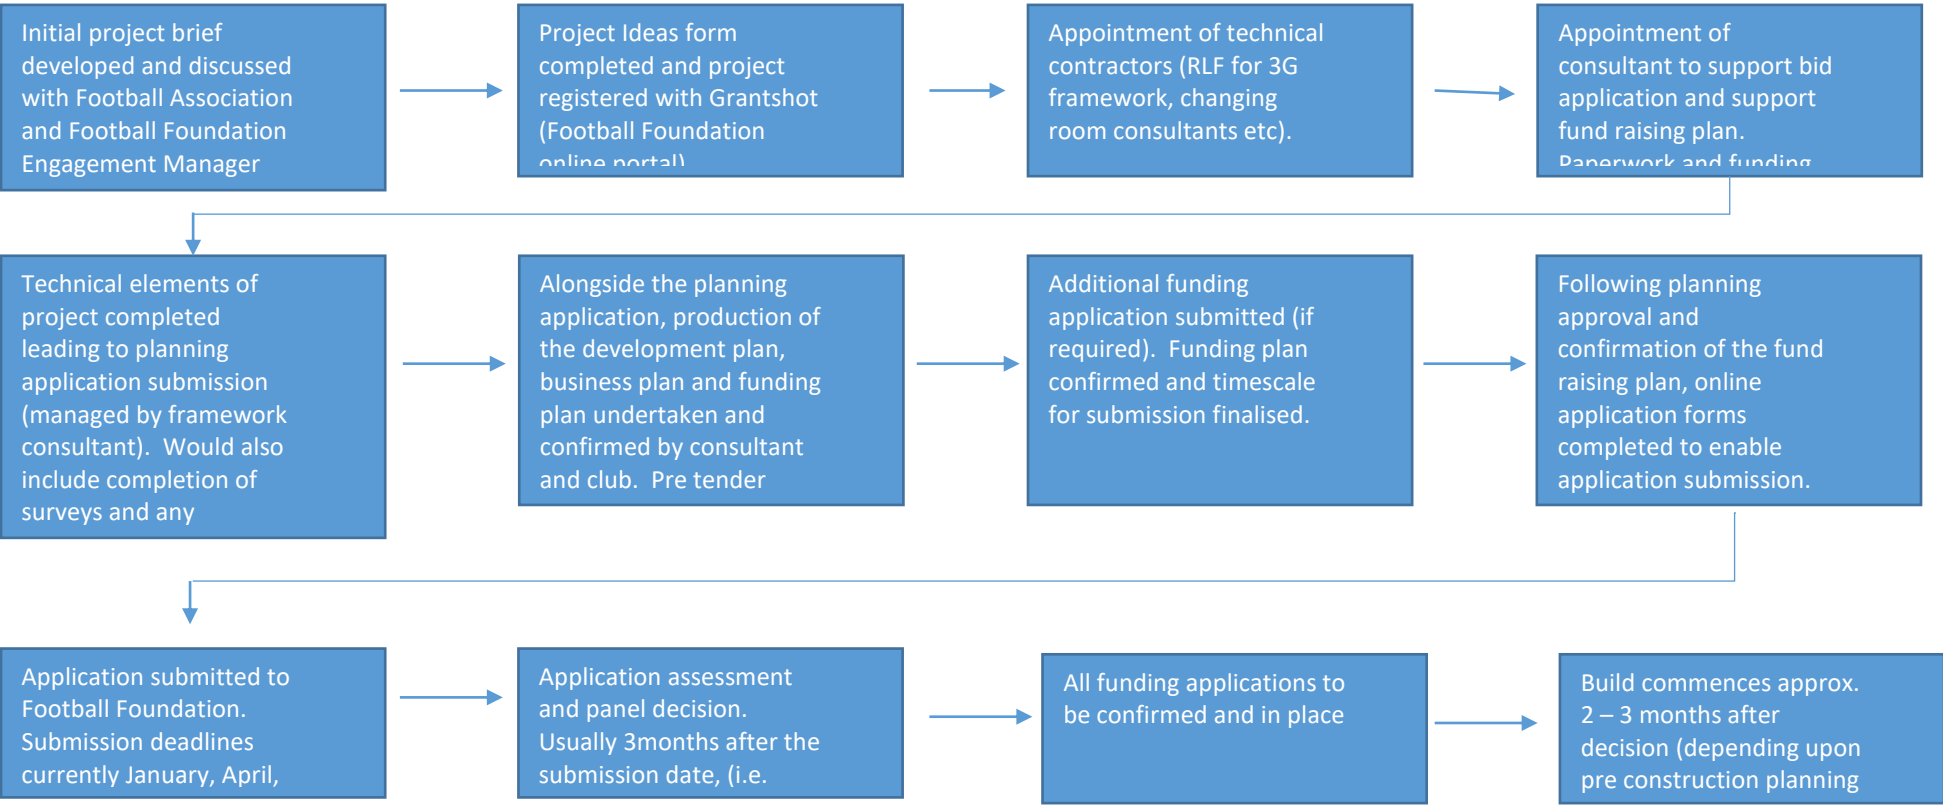 Initial project brief
developed and discussed
with Football Association
and Football Foundation
Engagement Manager
Project Ideas form
completed and project
registered with Grantshot
(Football Foundation
online portal)
Appointment of technical
contractors (RLF for 3G
framework, changing
room consultants etc).
Appointment of
consultant to support bid
application and support
fund raising plan.
Paperwork and funding
Technical elements of
project completed
leading to planning
application submission
(managed by framework
consultant).  Would also
include completion of
surveys and any
Alongside the planning
application, production of
the development plan,
business plan and funding
plan undertaken and
confirmed by consultant
and club.  Pre tender
Additional funding
application submitted (if
required).  Funding plan
confirmed and timescale
for submission finalised.
Following planning
approval and
confirmation of the fund
raising plan, online
application forms
completed to enable
application submission.
Application submitted to
Football Foundation.
Submission deadlines
currently January, April,
Application assessment
and panel decision.
Usually 3months after the
submission date, (i.e.
All funding applications to
be confirmed and in place
Build commences approx.
2 – 3 months after
decision (depending upon
pre construction planning